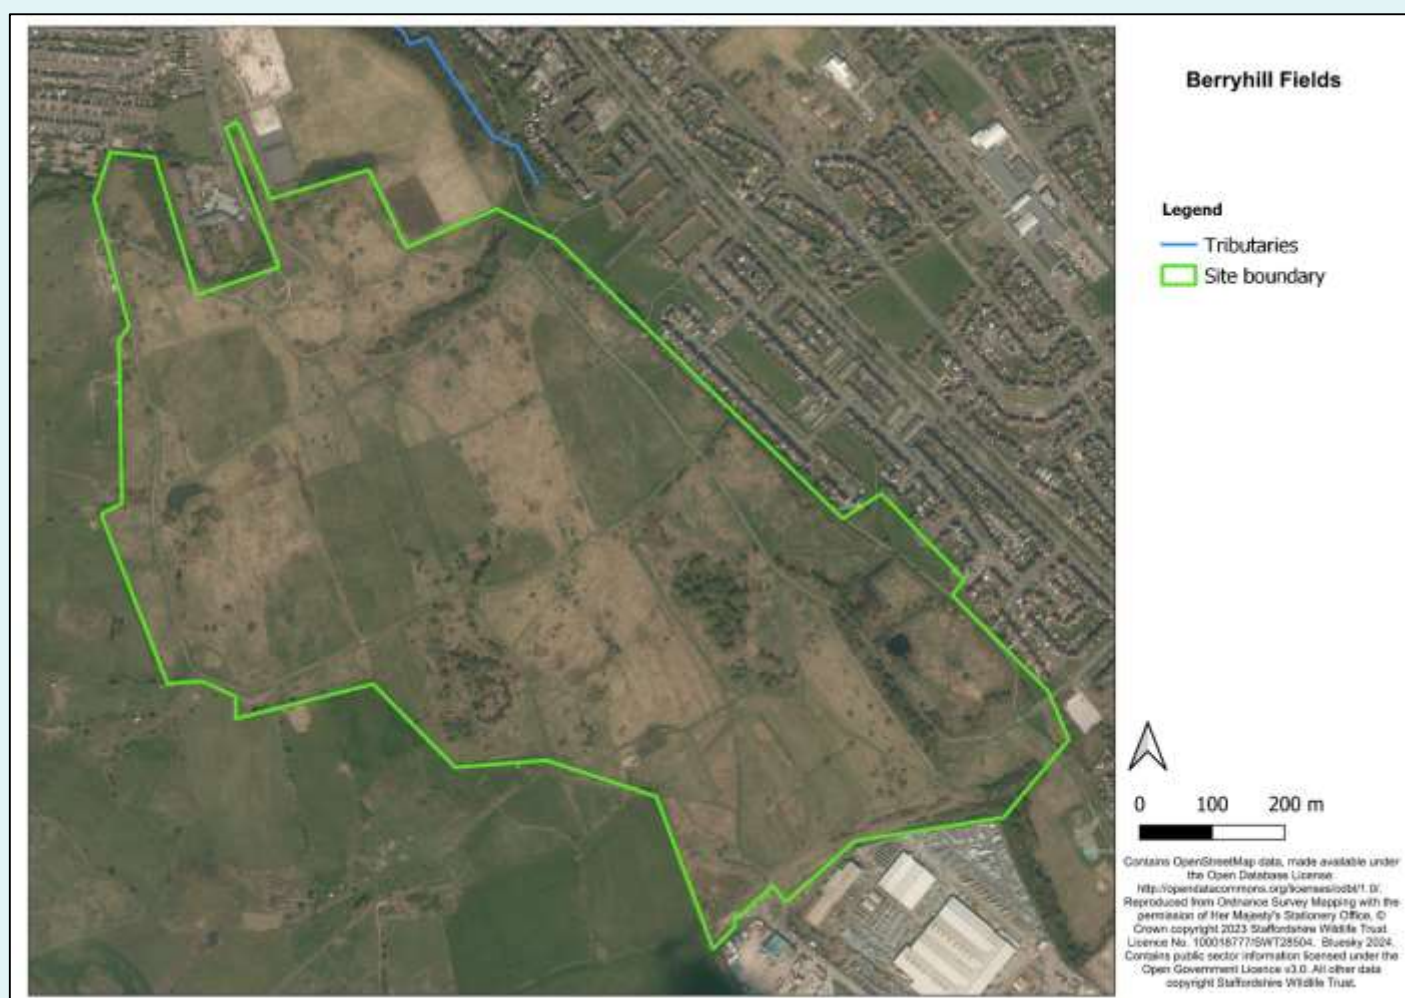 Berryhill Fields
Legend
Tributaries
Site boundary
0 100 200 m
Contains OpenStreetMap data, made available under
the Open Database License:
http://opendatacommons.org/licenses/odbl/1.0/.
Reproduced from Ordnance Survey Mapping with the
permission of Her Majesty's Stationery Office, ©
Crown copyright 2023 Staffordshire Wildlife Trust.
Licence No. 100018777/SWT28504. Bluesky 2024.
Contains public sector information licensed under the
Open Government Licence v3.0. All other data
copyright Staffordshire Wildlife Trust.